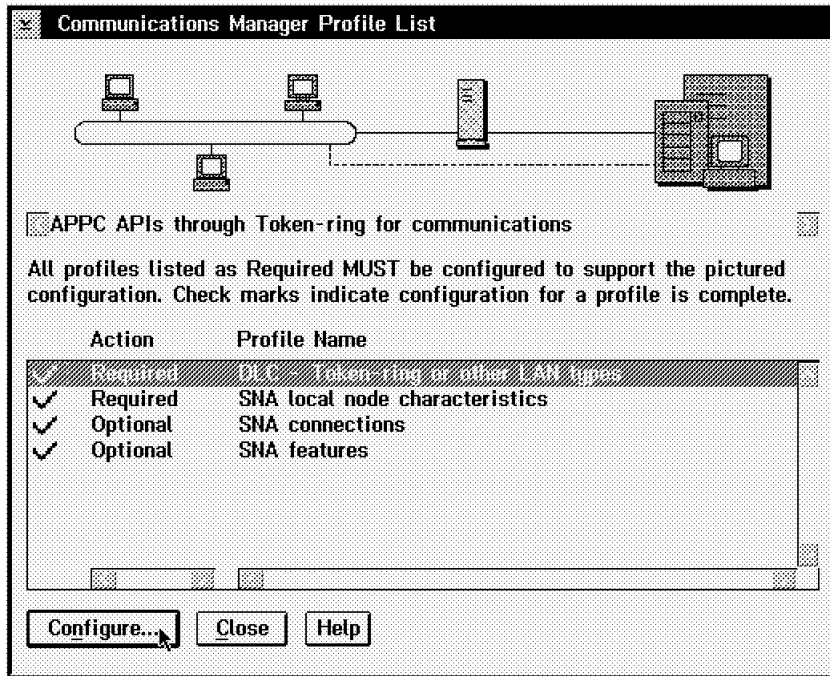 Communications Manager Profile List
APPC APIs through Token-ring for communications
All profiles listed as Required MUST be configured to support the pictured
configuration. Check marks indicate configuration for a profile is complete.
Action Profile Name
Required DLC - Token-ring or other LAN types
Required SNA local node characteristics
Optional SNA connections
Optional SNA features
Configure... Close Help